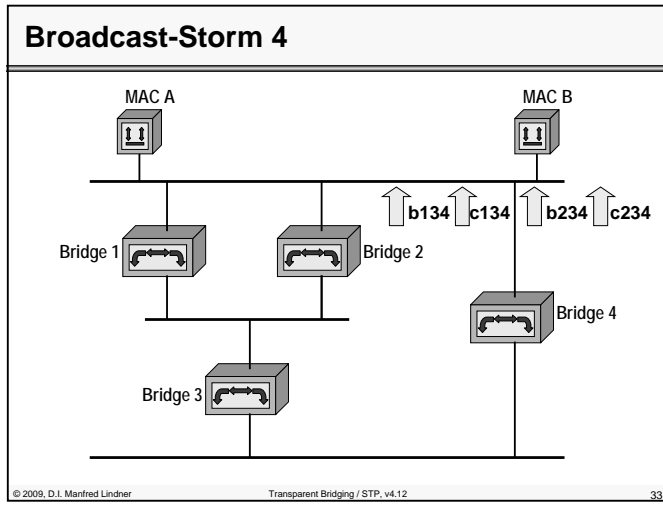 Broadcast-Storm 4
MAC A
MAC B
b134
c134
b234
c234
Bridge 1
Bridge 2
Bridge 4
Bridge 3
© 2009, D.I. Manfred Lindner
Transparent Bridging / STP, v4.12
33